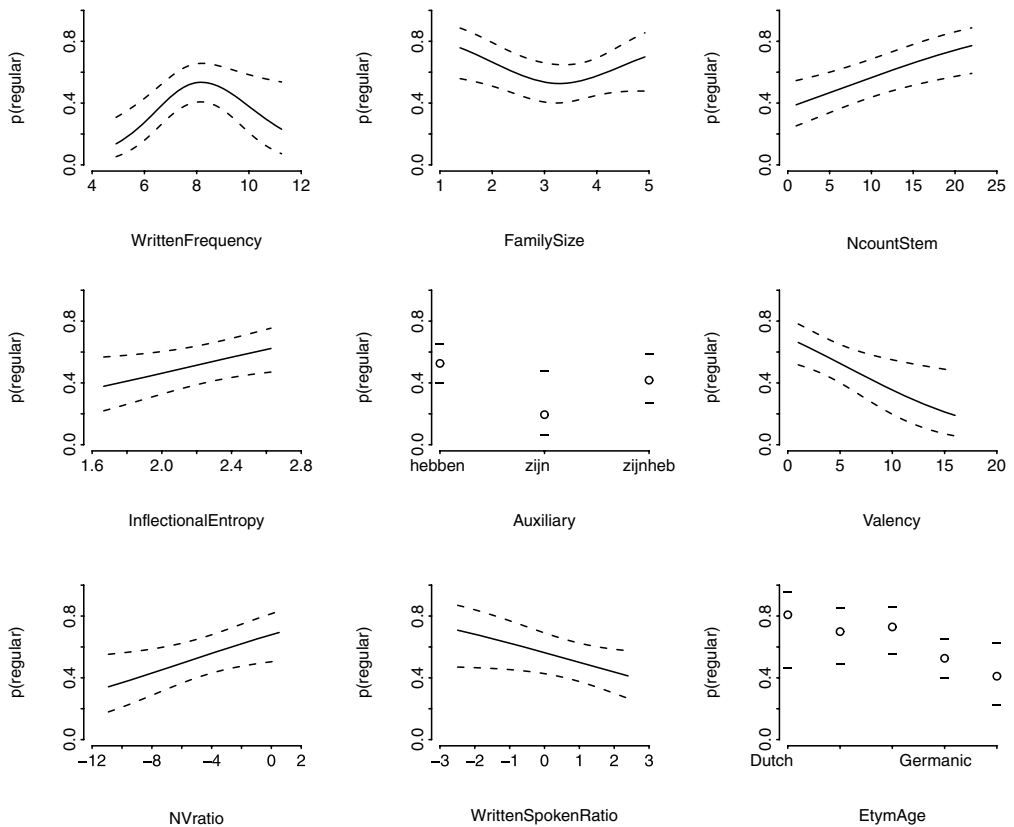 p(regular)
0.0 0.4 0.8
4 6 8 10 12
WrittenFrequency
p(regular)
0.0 0.4 0.8
1 2 3 4 5
FamilySize
p(regular)
0.0 0.4 0.8
0 5 10 15 20 25
NcountStem
p(regular)
0.0 0.4 0.8
1.6 2.0 2.4 2.8
InflectionalEntropy
p(regular)
0.0 0.4 0.8
hebben zijn zijnheb
Auxiliary
p(regular)
0.0 0.4 0.8
0 5 10 15 20
Valency
p(regular)
0.0 0.4 0.8
−12 −8 −4 0 2
NVratio
p(regular)
0.0 0.4 0.8
−3 −2 −1 0 1 2 3
WrittenSpokenRatio
p(regular)
0.0 0.4 0.8
Dutch Germanic
EtymAge